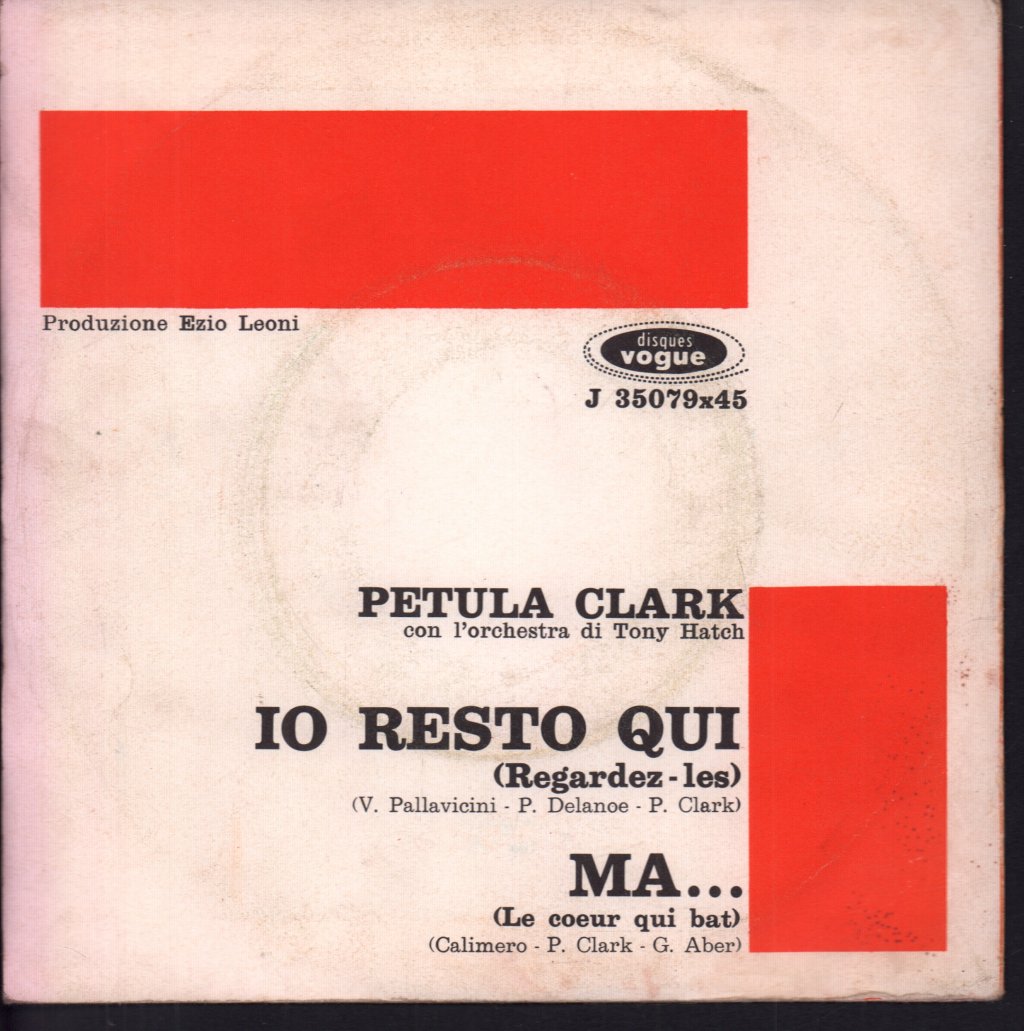 Produzione Ezio Leoni
disques
vogue
J 35079x45
PETULA CLARK
con l'orchestra di Tony Hatch
IO RESTO QUI
(Regardez-les)
(V. Pallavicini - P. Delanoe - P. Clark)
MA...
(Le coeur qui bat)
(Calimero - P. Clark - G. Aber)